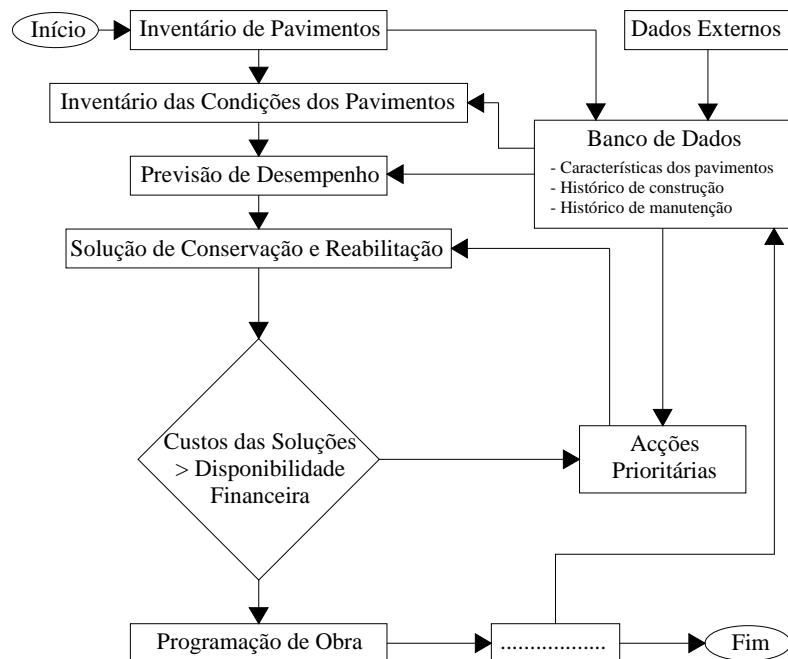 Início
Inventário de Pavimentos
Dados Externos
Inventário das Condições dos Pavimentos
Banco de Dados
- Características dos pavimentos
- Histórico de construção
- Histórico de manutenção
Previsão de Desempenho
Solução de Conservação e Reabilitação
Custos das Soluções
> Disponibilidade
Financeira
Acções
Prioritárias
Programação de Obra
..................
Fim